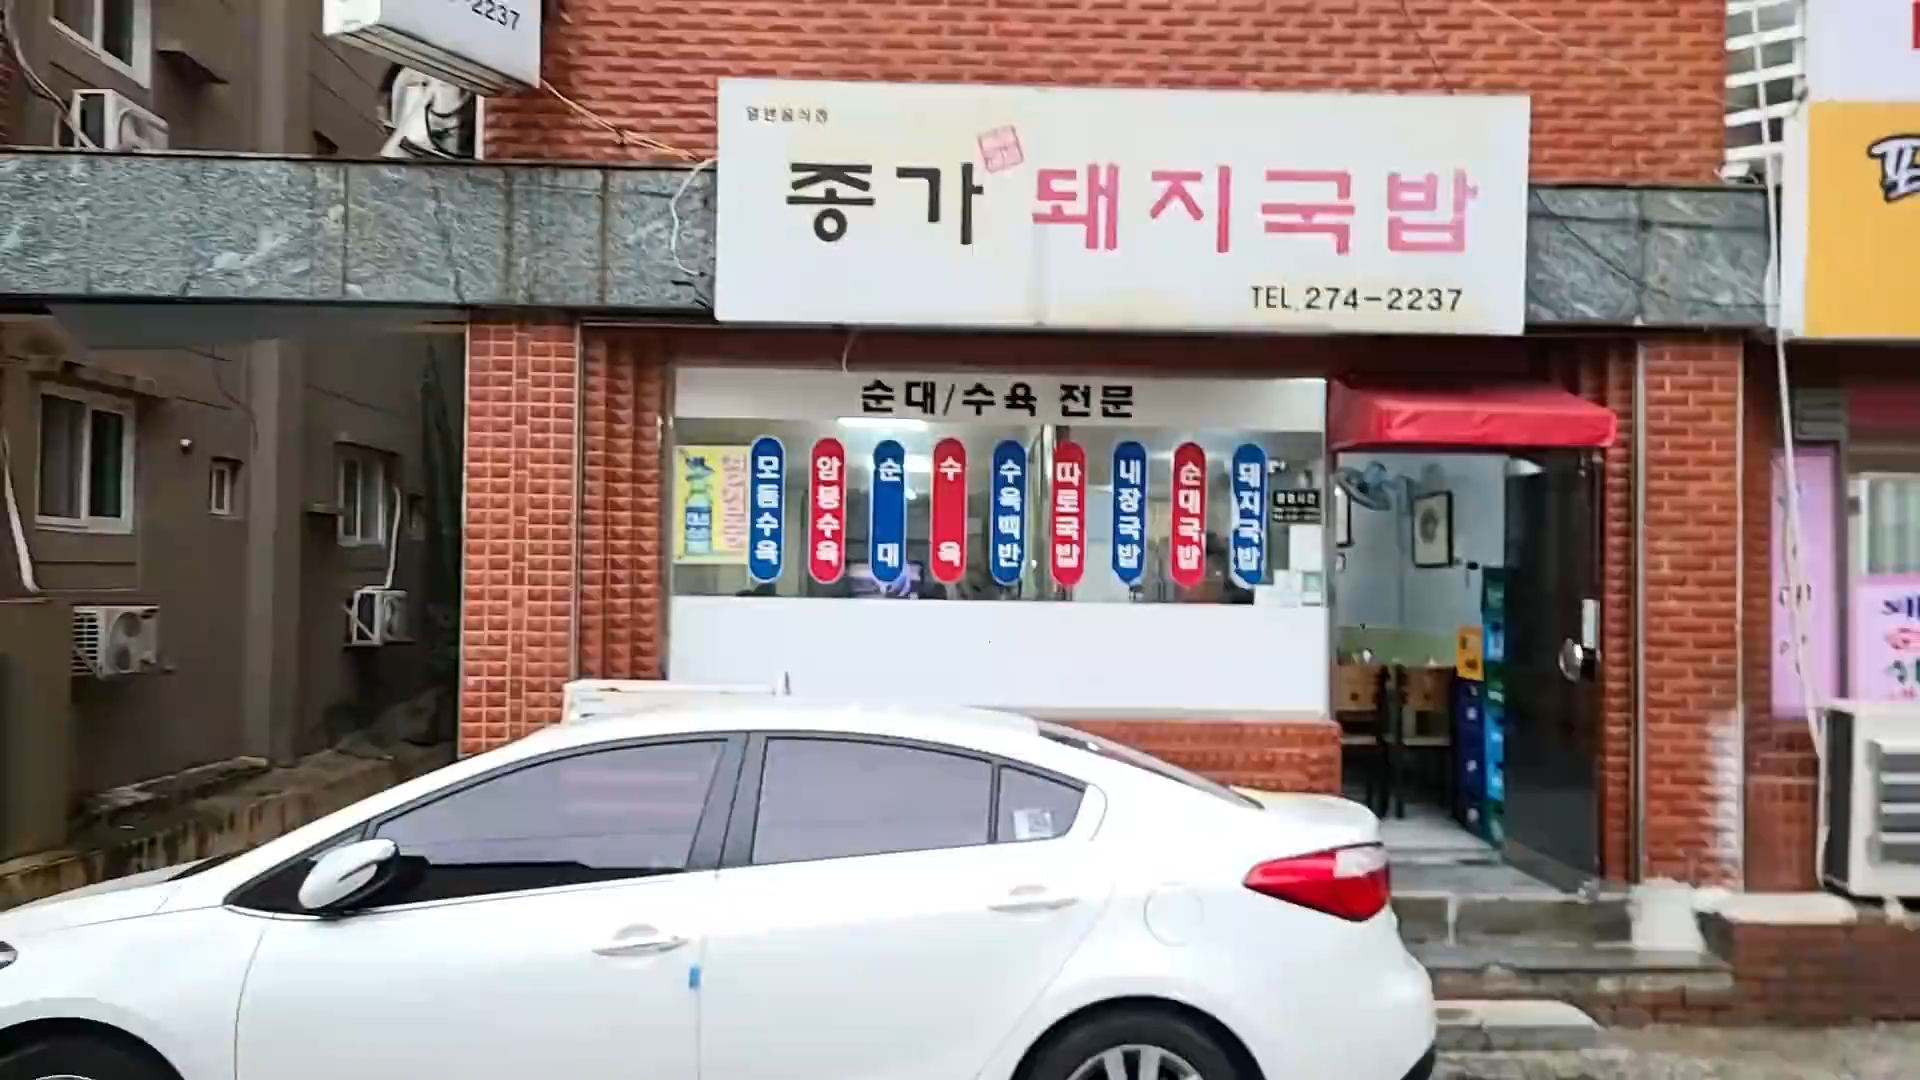 -2237
일반음식점
종가 돼지국밥
TEL.274-2237
순대/수육 전문
모듬수육
암뽕수육
순대
수육
수육백반
따로국밥
내장국밥
순대국밥
돼지국밥